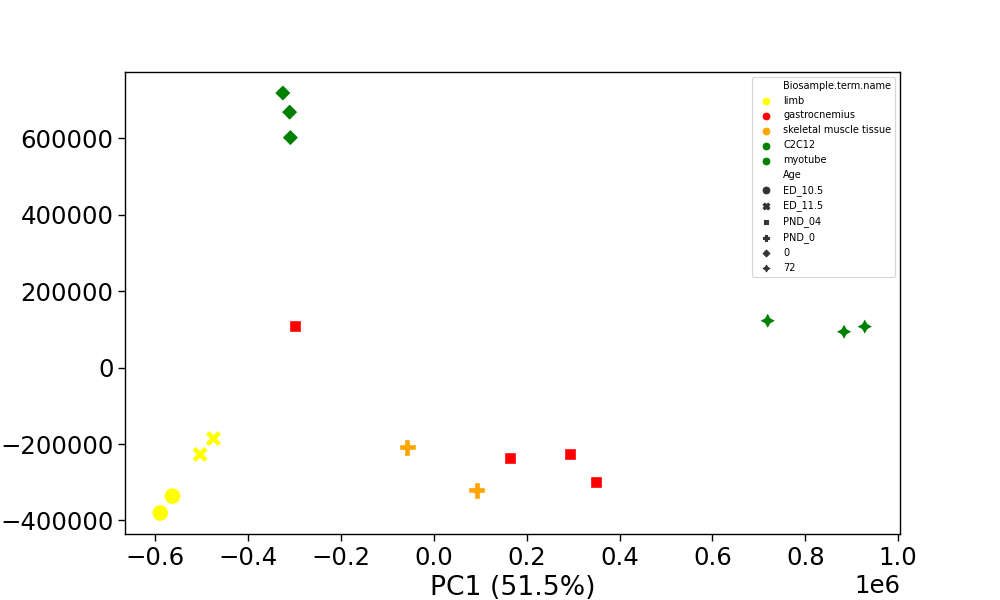 Biosample.term.name
limb
gastrocnemius
skeletal muscle tissue
C2C12
myotube
Age
ED_10.5
ED_11.5
PND_04
PND_0
0
72
600000
400000
200000
0
−200000
−400000
−0.6 −0.4 −0.2 0.0 0.2 0.4 0.6 0.8 1.0
PC1 (51.5%)
1e6